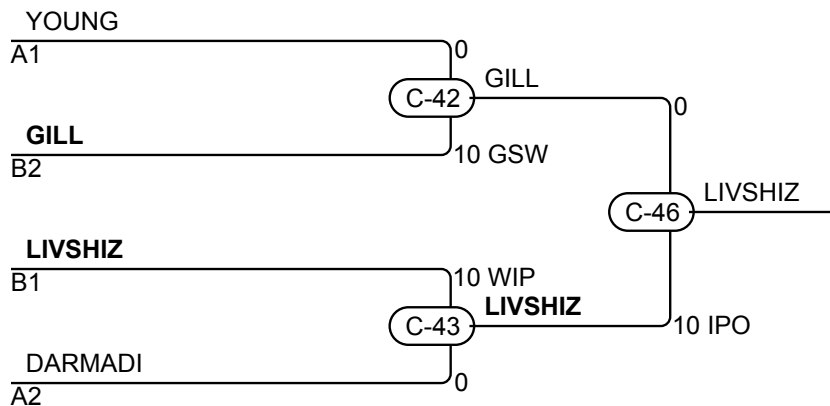 YOUNG
A1
0
C-42
GILL
0
GILL
B2
10 GSW
C-46
LIVSHIZ
LIVSHIZ
B1
10 WIP
LIVSHIZ
C-43
10 IPO
DARMADI
A2
0